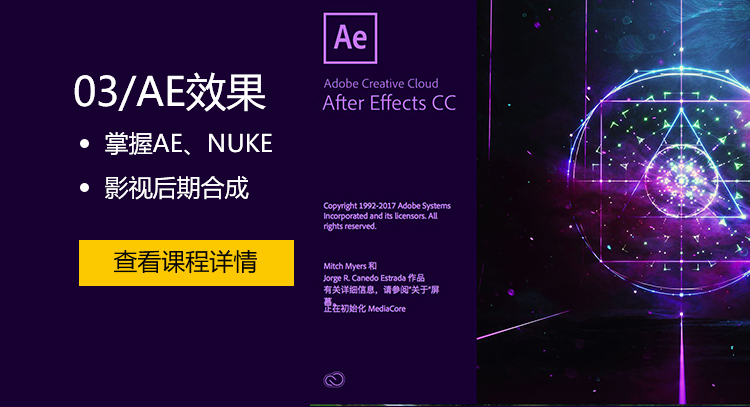 03/AE效果
掌握AE、NUKE
影视后期合成
查看课程详情
Ae
Adobe Creative Cloud
After Effects CC
Copyright 1992-2017 Adobe Systems
Incorporated and its licensors. All
rights reserved.
Mitch Myers 和
Jorge R. Canedo Estrada 作品
有关详细信息，请参阅"关于"屏
幕。
正在初始化 MediaCore